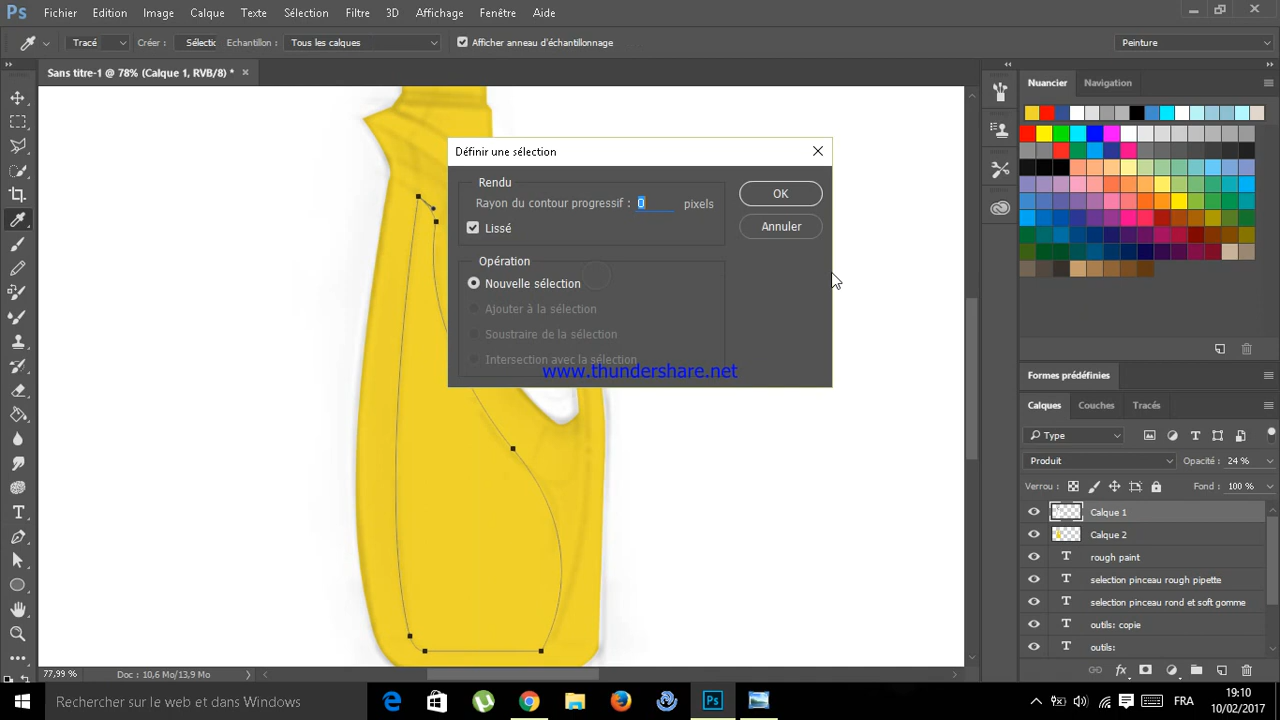 Ps Fichier Edition Image Calque Texte Sélection Filtre 3D Affichage Fenêtre Aide
Tracé Créer : Sélectio Echantillon : Tous les calques Afficher anneau d'échantillonnage Peinture
Sans titre-1 @ 78% (Calque 1, RVB/8) *
Nuancier Navigation
Définir une sélection
Rendu
Rayon du contour progressif : 0 pixels
OK
Lissé
Annuler
Opération
Nouvelle sélection
Ajouter à la sélection
Soustraire de la sélection
Intersection avec la sélection
www.thundershare.net
Formes prédéfinies
Calques Couches Tracés
Type
Produit Opacité : 24 %
Verrou : Fond : 100 %
Calque 1
Calque 2
T rough paint
T selection pinceau rough pipette
T selection pinceau rond et soft gomme
T outils: copie
T outils:
77,99 % Doc : 10,6 Mo/13,9 Mo
Rechercher sur le web et dans Windows
FRA
19:10
10/02/2017